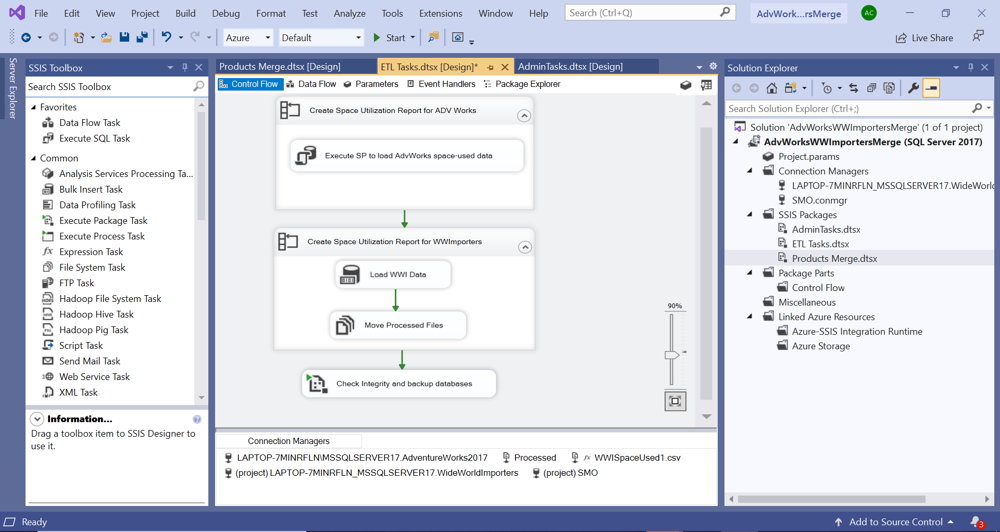 File Edit View Project Build Debug Format Test Analyze Tools Extensions Window Help Search (Ctrl+Q) AdvWork...rsMerge AC
Azure Default Start Live Share
Server Explorer
SSIS Toolbox
Search SSIS Toolbox
Favorites
Data Flow Task
Execute SQL Task
Common
Analysis Services Processing Ta...
Bulk Insert Task
Data Profiling Task
Execute Package Task
Execute Process Task
fx Expression Task
File System Task
FTP Task
HDFS Hadoop File System Task
HIVE Hadoop Hive Task
PIG Hadoop Pig Task
Script Task
Send Mail Task
Web Service Task
XML Task
Information...
Drag a toolbox item to SSIS Designer to
use it.
Products Merge.dtsx [Design] ETL Tasks.dtsx [Design]* AdminTasks.dtsx [Design]
Control Flow Data Flow Parameters Event Handlers Package Explorer
Create Space Utilization Report for ADV Works
Execute SP to load AdvWorks space-used data
Create Space Utilization Report for WWImporters
Load WWI Data
Move Processed Files
Check Integrity and backup databases
90%
Connection Managers
LAPTOP-7MINRFLN\MSSQLSERVER17.AdventureWorks2017 Processed fx WWISpaceUsed1.csv
(project) LAPTOP-7MINRFLN_MSSQLSERVER17.WideWorldImporters (project) SMO
Solution Explorer
Search Solution Explorer (Ctrl+;)
Solution 'AdvWorksWWImportersMerge' (1 of 1 project)
AdvWorksWWImportersMerge (SQL Server 2017)
Project.params
Connection Managers
LAPTOP-7MINRFLN_MSSQLSERVER17.WideWorld
SMO.conmgr
SSIS Packages
AdminTasks.dtsx
ETL Tasks.dtsx
Products Merge.dtsx
Package Parts
Control Flow
Miscellaneous
Linked Azure Resources
Azure-SSIS Integration Runtime
Azure Storage
Ready Add to Source Control 3